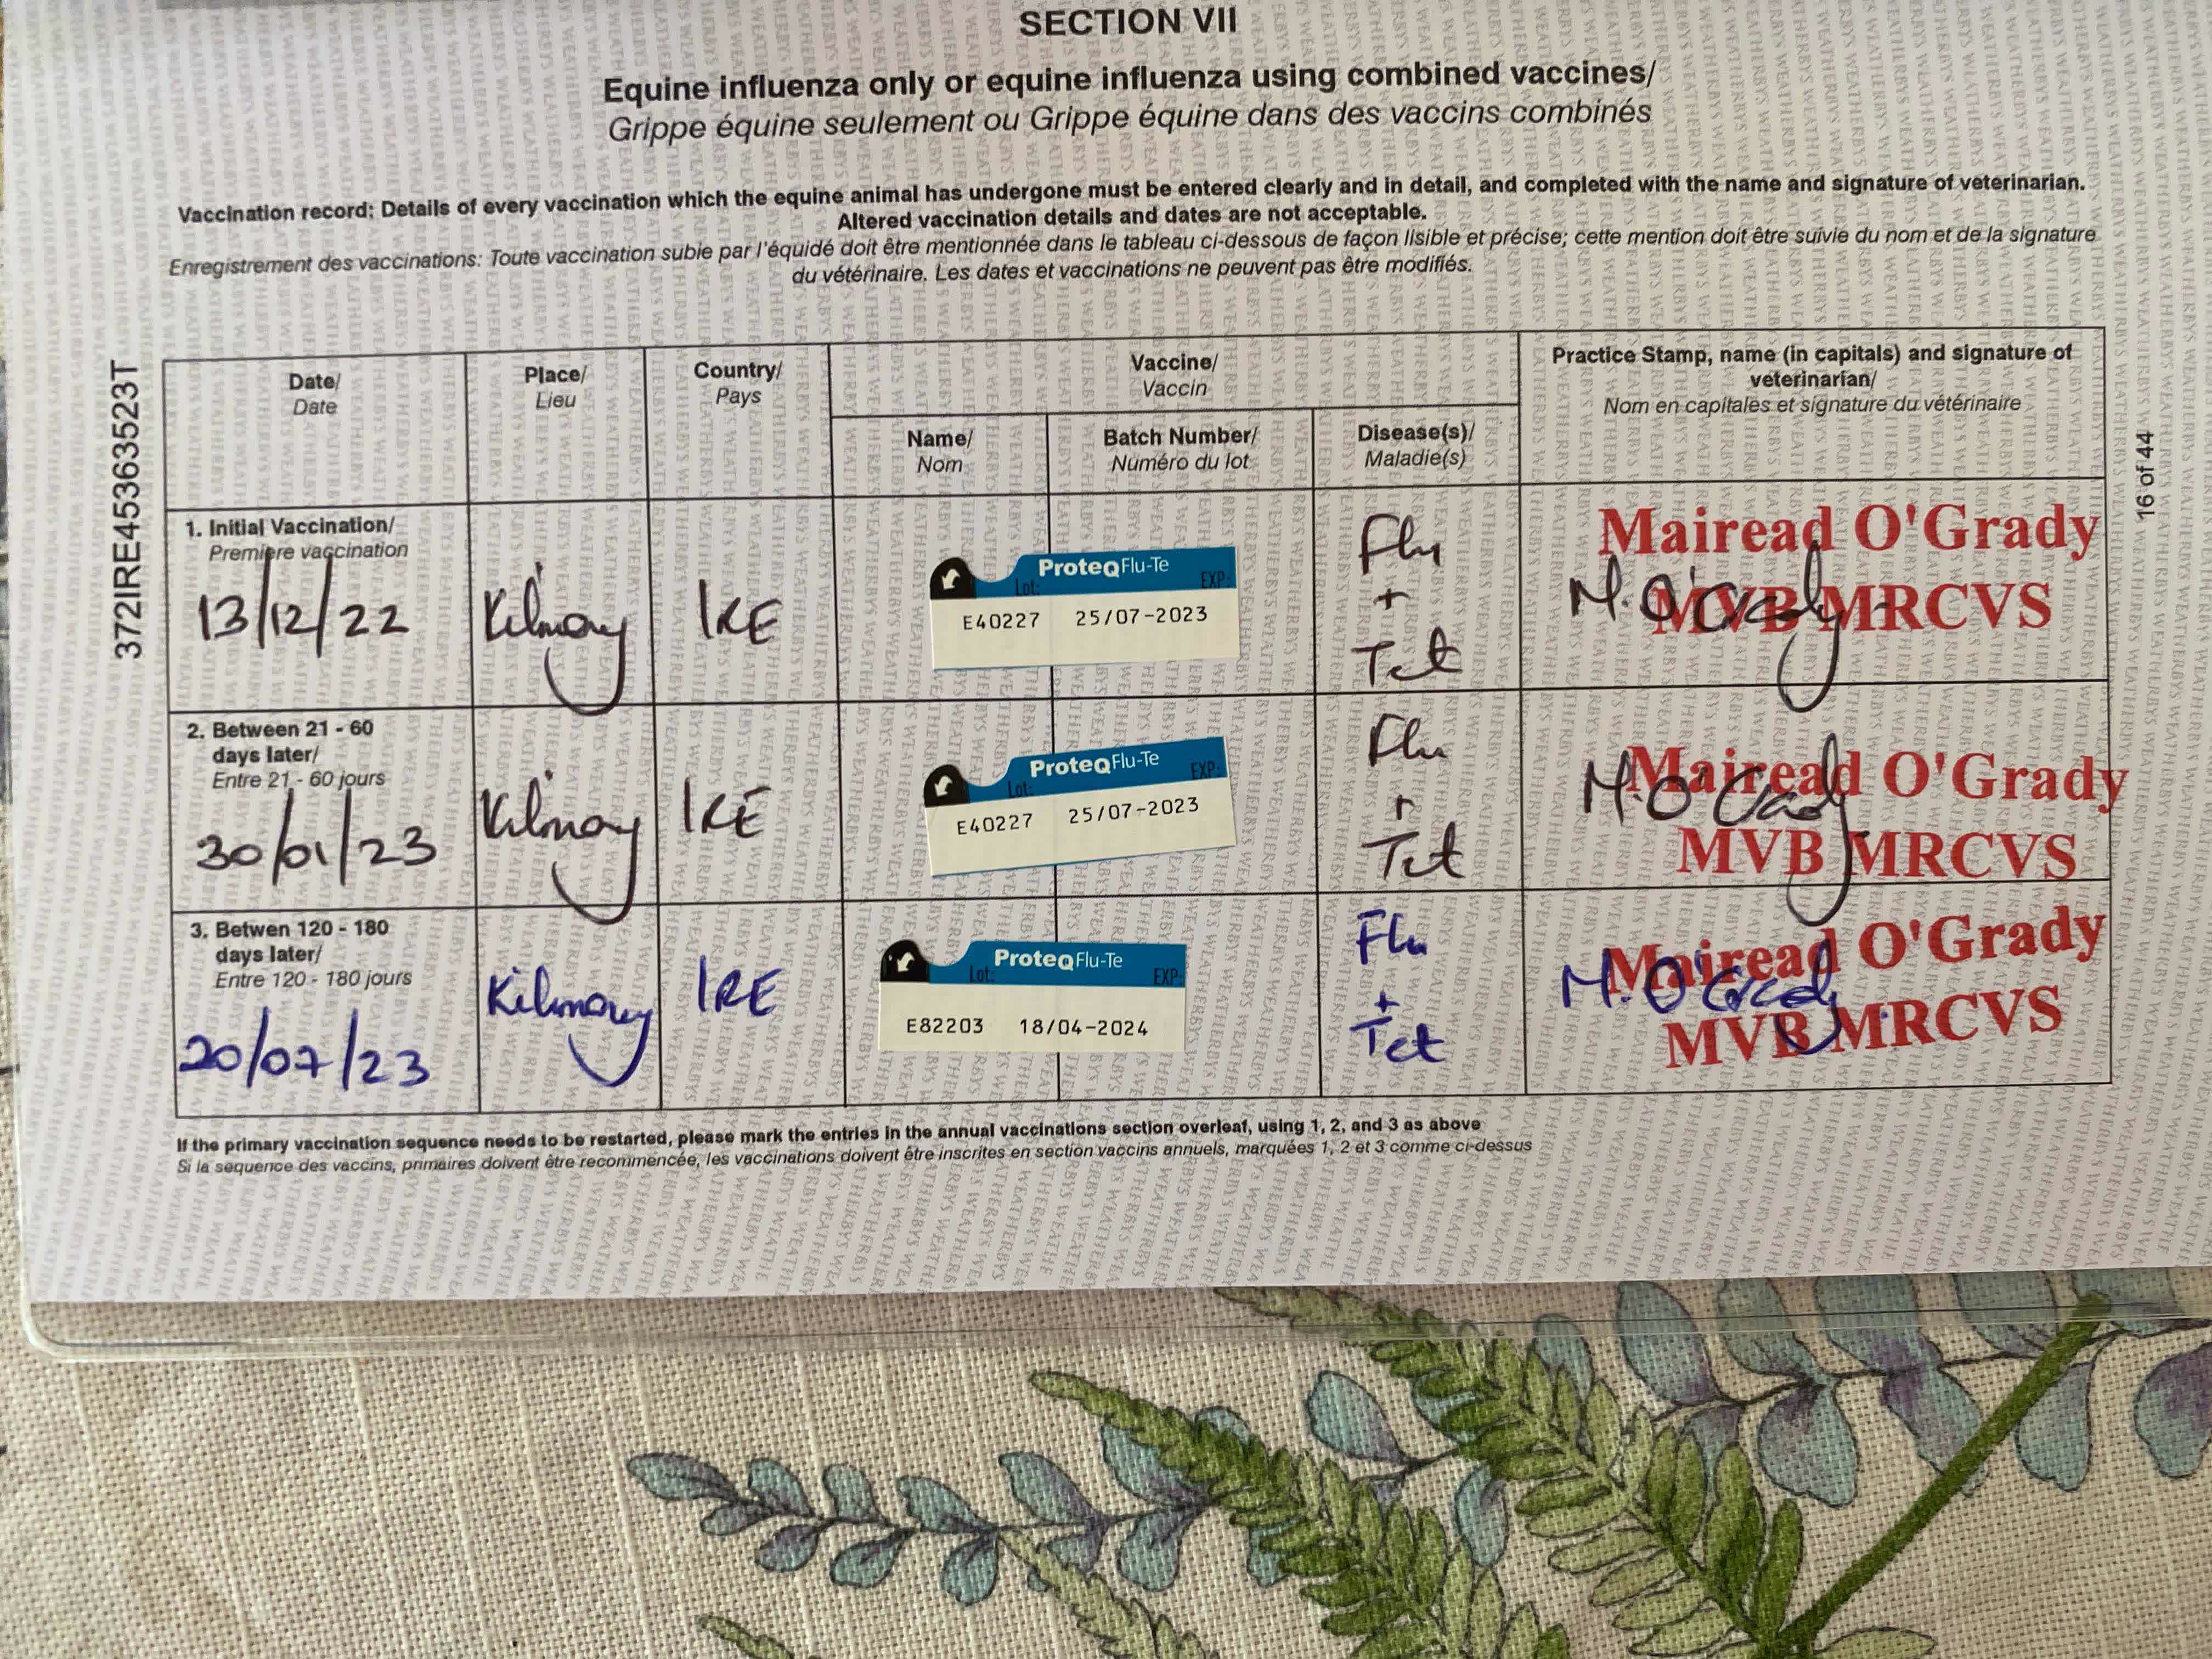 SECTION VII
Equine influenza only or equine influenza using combined vaccines/
Grippe équine seulement ou Grippe équine dans des vaccins combinés
Vaccination record: Details of every vaccination which the equine animal has undergone must be entered clearly and in detail, and completed with the name and signature of veterinarian.
Altered vaccination details and dates are not acceptable.
Enregistrement des vaccinations: Toute vaccination subie par l'équidé doit être mentionnée dans le tableau ci-dessous de façon lisible et précise; cette mention doit être suivie du nom et de la signature
du vétérinaire. Les dates et vaccinations ne peuvent pas être modifiés.
372IRE45363523T
16 of 44
Date/
Date
Place/
Lieu
Country/
Pays
Vaccine/
Vaccin
Name/
Nom
Batch Number/
Numéro du lot
Disease(s)/
Maladie(s)
Practice Stamp, name (in capitals) and signature of
veterinarian/
Nom en capitales et signature du vétérinaire
1. Initial Vaccination/
Premiere vaccination
13/12/22
IRE
ProteqFlu-Te
Lot: EXP:
E40227 25/07-2023
Flu
+
Tet
Mairead O'Grady
MVB MRCVS
M. O'Grady
2. Between 21 - 60
days later/
Entre 21 - 60 jours
30/01/23
IRE
ProteqFlu-Te
Lot: EXP:
E40227 25/07-2023
Flu
+
Tet
Mairead O'Grady
MVB MRCVS
M. O'Grady
3. Betwen 120 - 180
days later/
Entre 120 - 180 jours
20/07/23
IRE
ProteqFlu-Te
Lot: EXP:
E82203 18/04-2024
Flu
+
Tet
Mairead O'Grady
MVB MRCVS
M. O'Grady
If the primary vaccination sequence needs to be restarted, please mark the entries in the annual vaccinations section overleaf, using 1, 2, and 3 as above
Si la sequence des vaccins, primaires doivent être recommencée, les vaccinations doivent être inscrites en section vaccins annuels, marquées 1, 2 et 3 comme ci-dessus